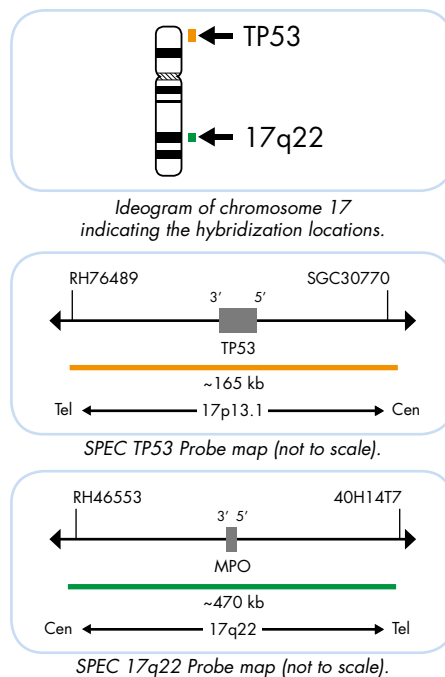 TP53
17q22
Ideogram of chromosome 17
indicating the hybridization locations.
RH76489 SGC30770
3’ 5’
TP53
~165 kb
Tel 17p13.1 Cen
SPEC TP53 Probe map (not to scale).
RH46553 40H14T7
3’ 5’
MPO
~470 kb
Cen 17q22 Tel
SPEC 17q22 Probe map (not to scale).